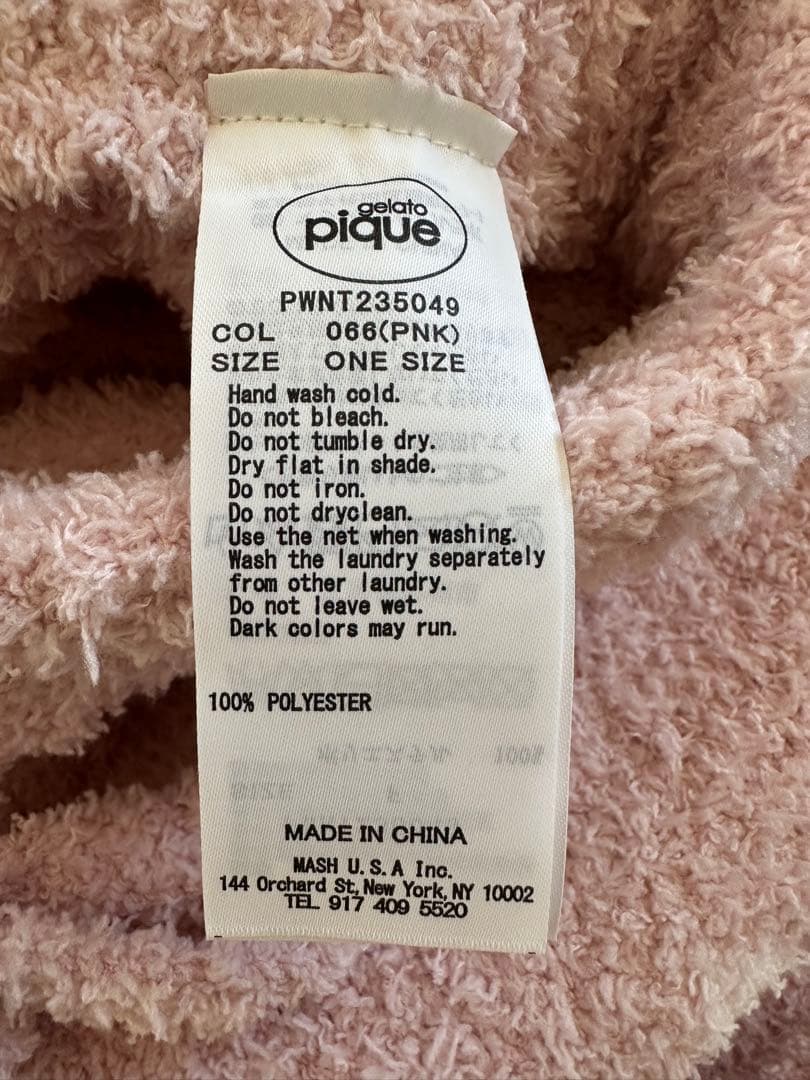 gelato
pique
PWNT235049
COL 066(PNK)
SIZE ONE SIZE
Hand wash cold.
Do not bleach.
Do not tumble dry.
Dry flat in shade.
Do not iron.
Do not dryclean.
Use the net when washing.
Wash the laundry separately
from other laundry.
Do not leave wet.
Dark colors may run.
100% POLYESTER
MADE IN CHINA
MASH U.S.A Inc.
144 Orchard St, New York, NY 10002
TEL 917 409 5520